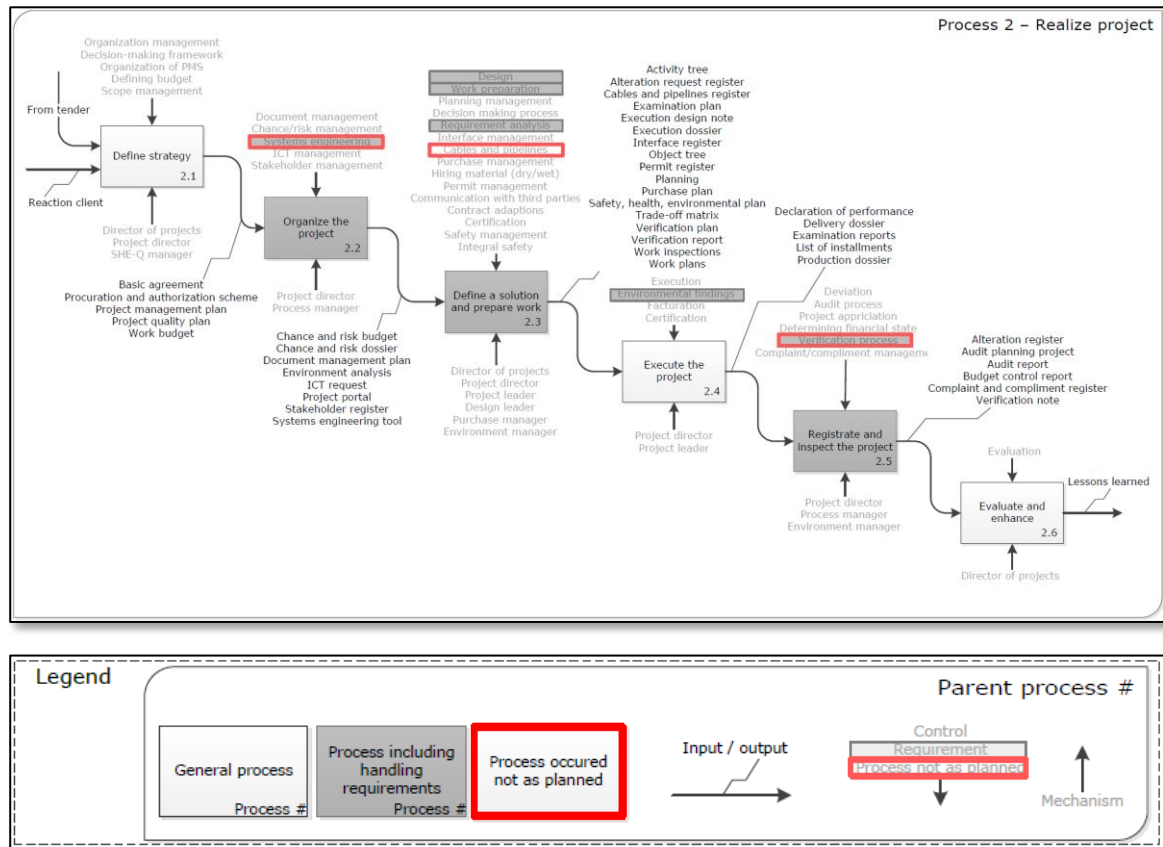 Process 2 – Realize project
Organization management
Decision-making framework
Organization of PMS
Defining budget
Scope management
From tender
Define strategy
2.1
Reaction client
Director of projects
Project director
SHE-Q manager
Basic agreement
Procuration and authorization scheme
Project management plan
Project quality plan
Work budget
Document management
Chance/risk management
Systems engineering
ICT management
Stakeholder management
Organize the
project
2.2
Project director
Process manager
Chance and risk budget
Chance and risk dossier
Document management plan
Environment analysis
ICT request
Project portal
Stakeholder register
Systems engineering tool
Design
Work preparation
Planning management
Decision making process
Requirement analysis
Interface management
Cables and pipelines
Purchase management
Hiring material (dry/wet)
Permit management
Communication with third parties
Contract adaptions
Certification
Safety management
Integral safety
Define a solution
and prepare work
2.3
Director of projects
Project director
Project leader
Design leader
Purchase manager
Environment manager
Activity tree
Alteration request register
Cables and pipelines register
Examination plan
Execution design note
Execution dossier
Interface register
Object tree
Permit register
Planning
Purchase plan
Safety, health, environmental plan
Trade-off matrix
Verification plan
Verification report
Work inspections
Work plans
Execution
Environmental findings
Facturation
Certification
Execute the
project
2.4
Project director
Project leader
Declaration of performance
Delivery dossier
Examination reports
List of installments
Production dossier
Deviation
Audit process
Project appriciation
Determining financial state
Verification process
Complaint/compliment manageme
Registrate and
inspect the project
2.5
Project director
Process manager
Environment manager
Alteration register
Audit planning project
Audit report
Budget control report
Complaint and compliment register
Verification note
Evaluation
Evaluate and
enhance
2.6
Lessons learned
Director of projects
Legend
Parent process #
General process
Process #
Process including
handling
requirements
Process #
Process occured
not as planned
Input / output
Control
Requirement
Process not as planned
Mechanism